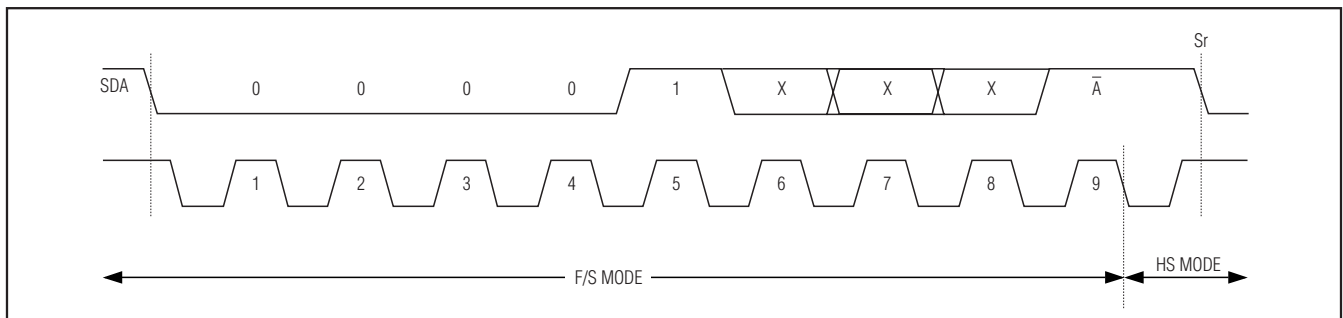 Sr
SDA 0 0 0 0 1 X X X A̅
1 2 3 4 5 6 7 8 9
F/S MODE HS MODE